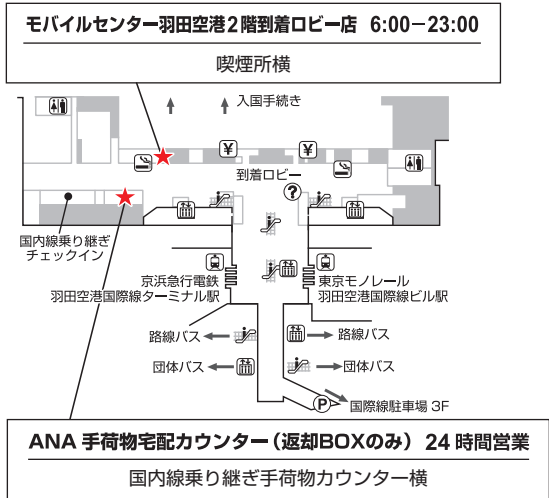 モバイルセンター羽田空港2階到着ロビー店 6:00−23:00
喫煙所横
入国手続き
¥
¥
到着ロビー
?
国内線乗り継ぎ
チェックイン
京浜急行電鉄
羽田空港国際線ターミナル駅
東京モノレール
羽田空港国際線ビル駅
路線バス
路線バス
団体バス
団体バス
P
国際線駐車場 3F
ANA 手荷物宅配カウンター（返却BOXのみ） 24 時間営業
国内線乗り継ぎ手荷物カウンター横